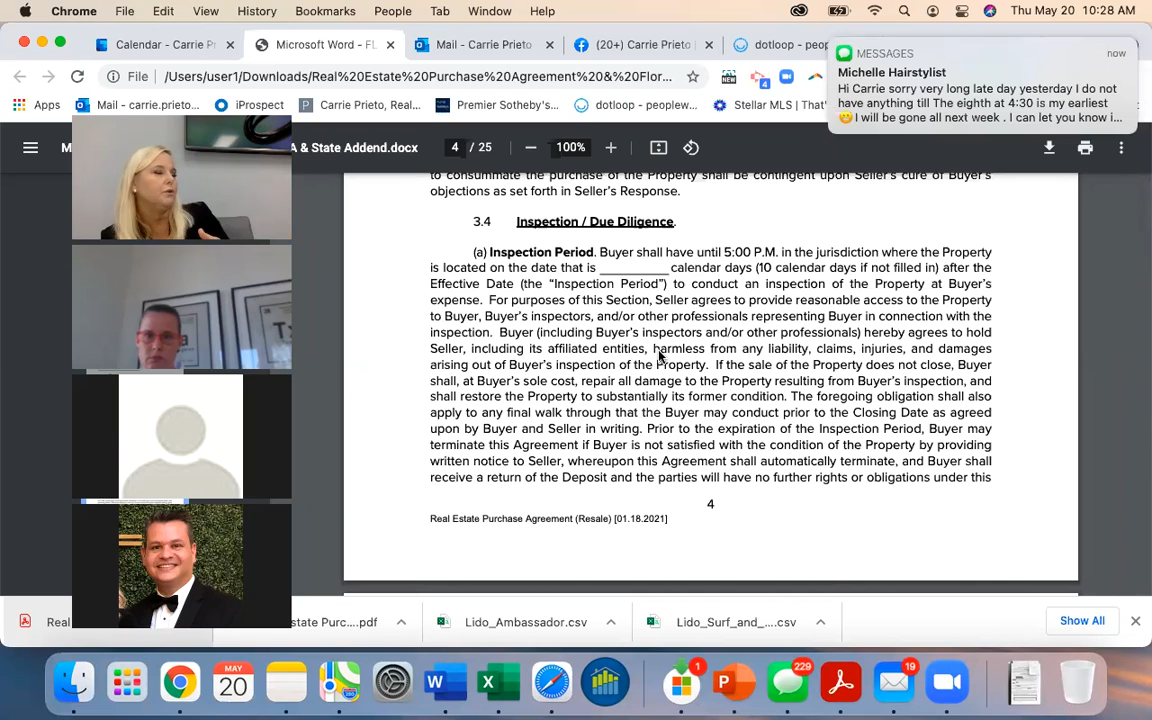 Chrome File Edit View History Bookmarks People Tab Window Help Thu May 20 10:28 AM
Calendar - Carrie Pr Microsoft Word - FL Mail - Carrie Prieto (20+) Carrie Prieto dotloop - peop
MESSAGES now
Michelle Hairstylist
Hi Carrie sorry very long late day yesterday I do not
have anything till The eighth at 4:30 is my earliest
I will be gone all next week . I can let you know i...
File /Users/user1/Downloads/Real%20Estate%20Purchase%20Agreement%20&%20Flor...
NEW
4
Apps Mail - carrie.prieto... iProspect Carrie Prieto, Real... Premier Sotheby's... dotloop - peoplew... Stellar MLS
M A & State Addend.docx 4 / 25 100%
to consummate the purchase of the Property shall be contingent upon Seller's cure of Buyer's
objections as set forth in Seller's Response.
3.4 Inspection / Due Diligence.
(a) Inspection Period. Buyer shall have until 5:00 P.M. in the jurisdiction where the Property
is located on the date that is __________ calendar days (10 calendar days if not filled in) after the
Effective Date (the “Inspection Period”) to conduct an inspection of the Property at Buyer's
expense. For purposes of this Section, Seller agrees to provide reasonable access to the Property
to Buyer, Buyer's inspectors, and/or other professionals representing Buyer in connection with the
inspection. Buyer (including Buyer's inspectors and/or other professionals) hereby agrees to hold
Seller, including its affiliated entities, harmless from any liability, claims, injuries, and damages
arising out of Buyer's inspection of the Property. If the sale of the Property does not close, Buyer
shall, at Buyer's sole cost, repair all damage to the Property resulting from Buyer's inspection, and
shall restore the Property to substantially its former condition. The foregoing obligation shall also
apply to any final walk through that the Buyer may conduct prior to the Closing Date as agreed
upon by Buyer and Seller in writing. Prior to the expiration of the Inspection Period, Buyer may
terminate this Agreement if Buyer is not satisfied with the condition of the Property by providing
written notice to Seller, whereupon this Agreement shall automatically terminate, and Buyer shall
receive a return of the Deposit and the parties will have no further rights or obligations under this
4
Real Estate Purchase Agreement (Resale) [01.18.2021]
Real state Purc....pdf Lido_Ambassador.csv Lido_Surf_and_....csv Show All
MAY
20
1 229 19